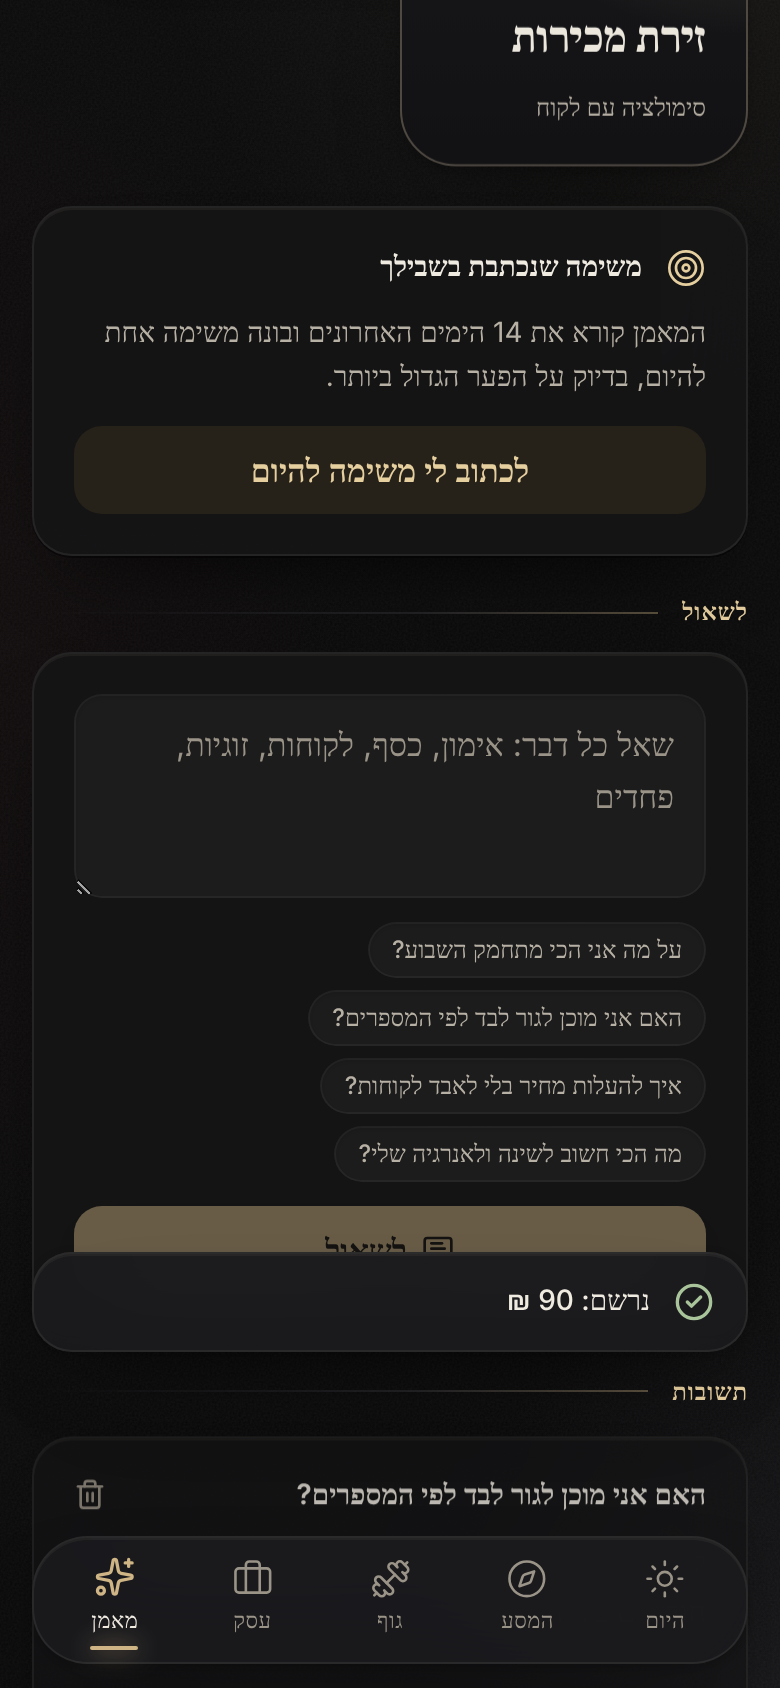 זירת מכירות
סימולציה עם לקוח
משימה שנכתבת בשבילך
המאמן קורא את 14 הימים האחרונים ובונה משימה אחת
להיום, בדיוק על הפער הגדול ביותר.
לכתוב לי משימה להיום
לשאול
שאל כל דבר: אימון, כסף, לקוחות, זוגיות,
פחדים
על מה אני הכי מתחמק השבוע?
האם אני מוכן לגור לבד לפי המספרים?
איך להעלות מחיר בלי לאבד לקוחות?
מה הכי חשוב לשינה ולאנרגיה שלי?
לשאול
נרשם: 90 ₪
תשובות
האם אני מוכן לגור לבד לפי המספרים?
היום
המסע
גוף
עסק
מאמן